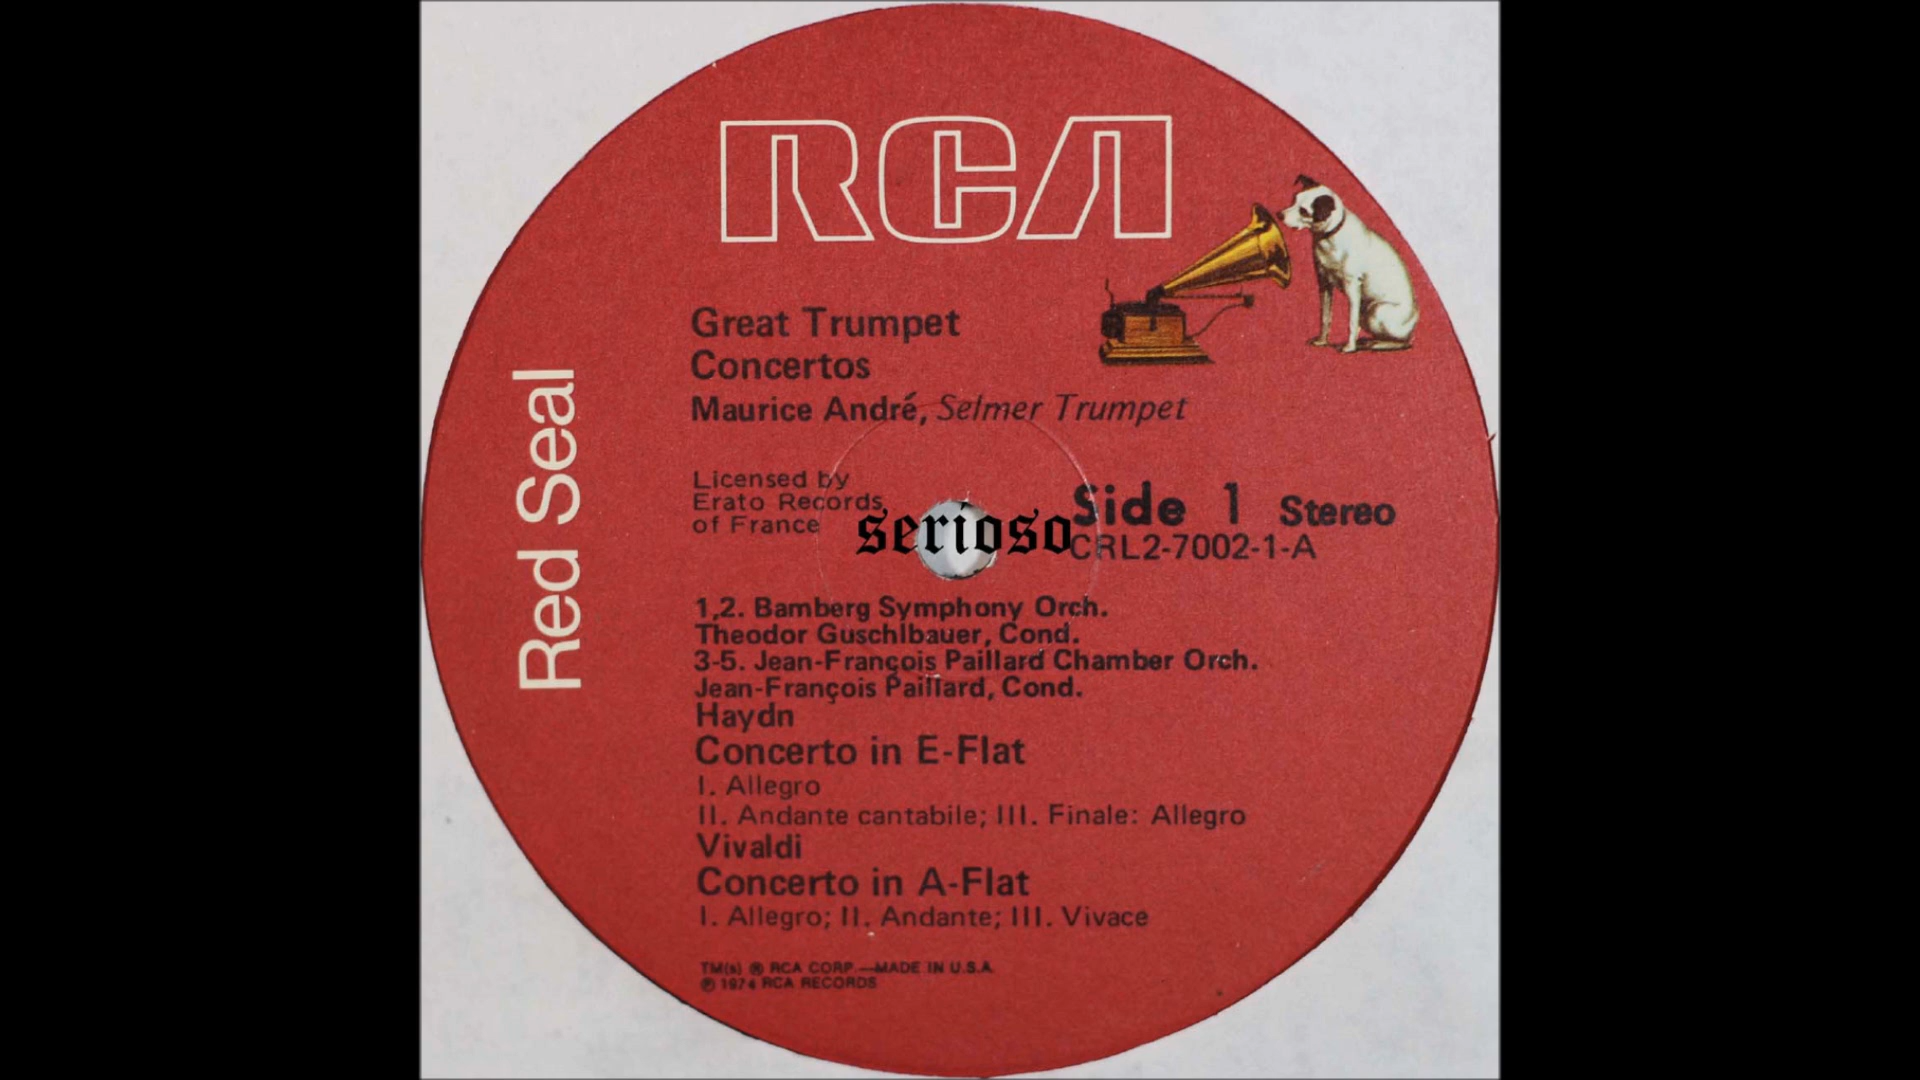 RCA
Red Seal
Great Trumpet
Concertos
Maurice André, Selmer Trumpet
Licensed by
Erato Records
of France
serioso
Side 1 Stereo
CRL2-7002-1-A
1,2. Bamberg Symphony Orch.
Theodor Guschlbauer, Cond.
3-5. Jean-François Paillard Chamber Orch.
Jean-François Paillard, Cond.
Haydn
Concerto in E-Flat
I. Allegro
II. Andante cantabile; III. Finale: Allegro
Vivaldi
Concerto in A-Flat
I. Allegro; II. Andante; III. Vivace
TM(s) ® RCA CORP.—MADE IN U.S.A.
℗ 1974 RCA RECORDS